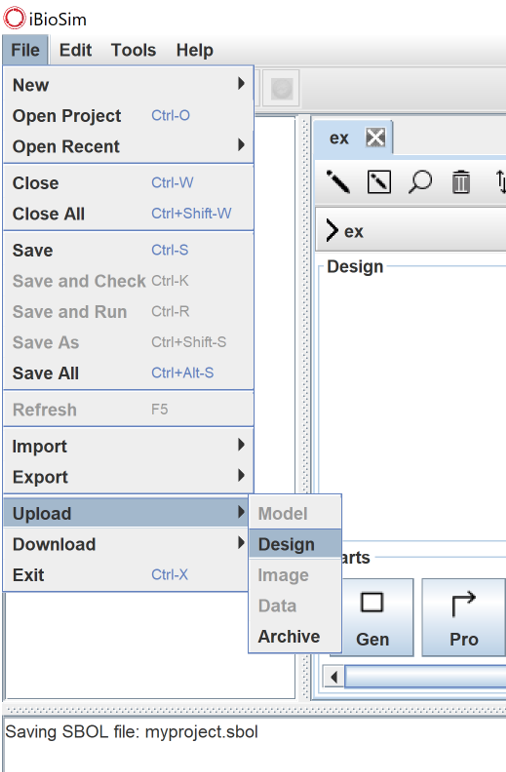 iBioSim
File Edit Tools Help
New
Open Project Ctrl-O
Open Recent
Close Ctrl-W
Close All Ctrl+Shift-W
Save Ctrl-S
Save and Check Ctrl-K
Save and Run Ctrl-R
Save As Ctrl+Shift-S
Save All Ctrl+Alt-S
Refresh F5
Import
Export
Upload
Download
Exit Ctrl-X
Model
Design
Image
Data
Archive
ex
ex
Design
arts
Gen
Pro
Saving SBOL file: myproject.sbol